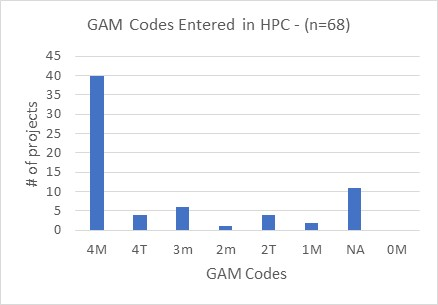 GAM Codes Entered in HPC - (n=68)
45
40
35
30
25
20
15
10
5
0
# of projects
4M 4T 3m 2m 2T 1M NA 0M
GAM Codes